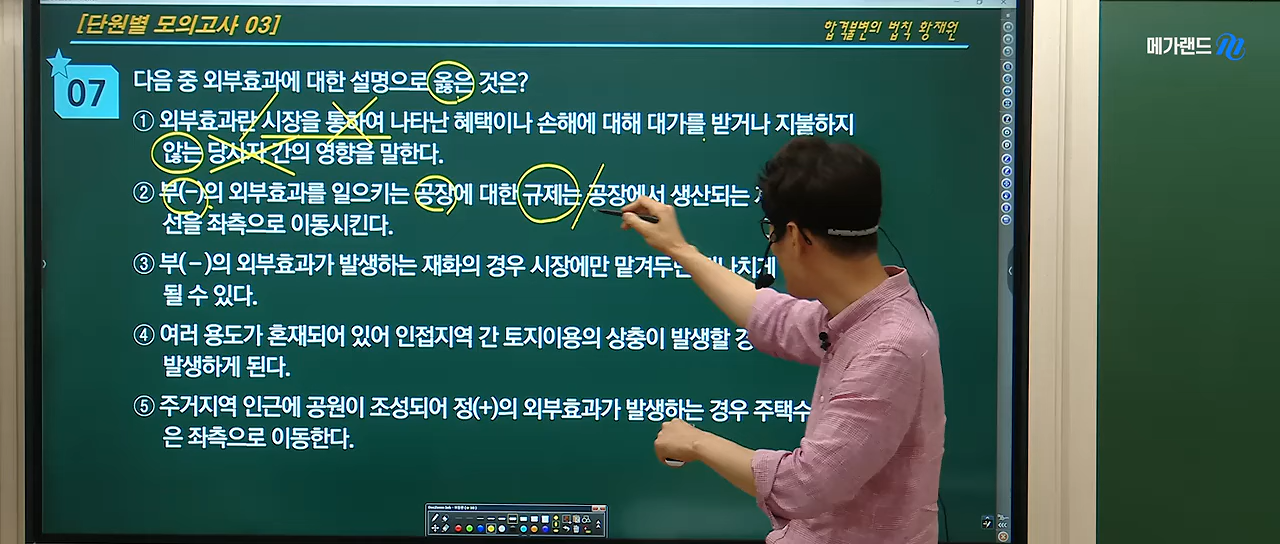 [단원별 모의고사 03]
합격불변의 법칙 황재원
메가랜드
07
다음 중 외부효과에 대한 설명으로 옳은 것은?
① 외부효과란 시장을 통하여 나타난 혜택이나 손해에 대해 대가를 받거나 지불하지
않는 당사자 간의 영향을 말한다.
② 부(-)의 외부효과를 일으키는 공장에 대한 규제는 공장에서 생산되는
선을 좌측으로 이동시킨다.
③ 부(-)의 외부효과가 발생하는 재화의 경우 시장에만 맡겨두면
될 수 있다.
④ 여러 용도가 혼재되어 있어 인접지역 간 토지이용의 상충이 발생할
발생하게 된다.
⑤ 주거지역 인근에 공원이 조성되어 정(+)의 외부효과가 발생하는 경우
은 좌측으로 이동한다.